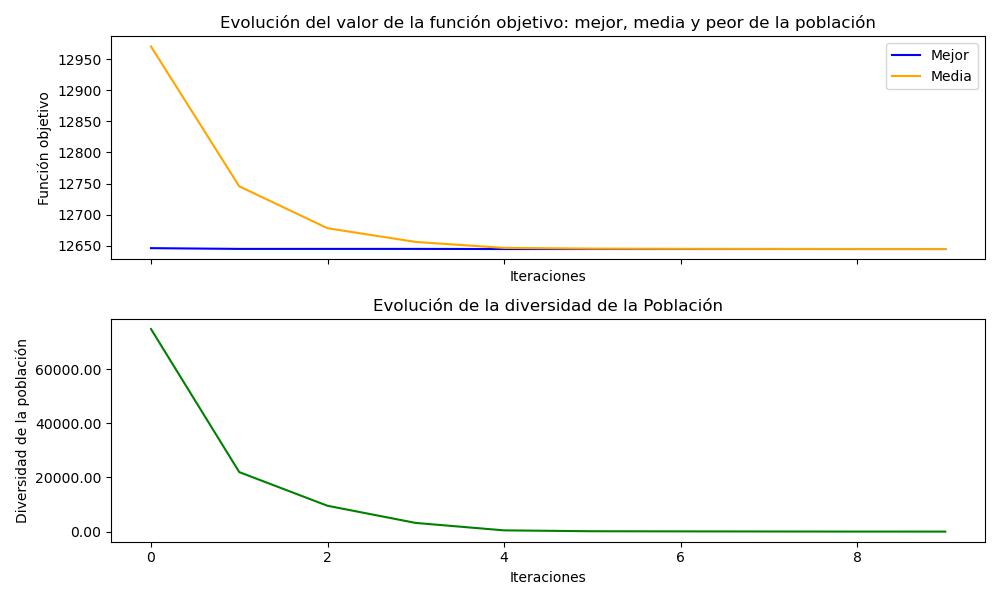 Evolución del valor de la función objetivo: mejor, media y peor de la población
Función objetivo
12950
12900
12850
12800
12750
12700
12650
Mejor
Media
Iteraciones
Evolución de la diversidad de la Población
Diversidad de la población
60000.00
40000.00
20000.00
0.00
0 2 4 6 8
Iteraciones